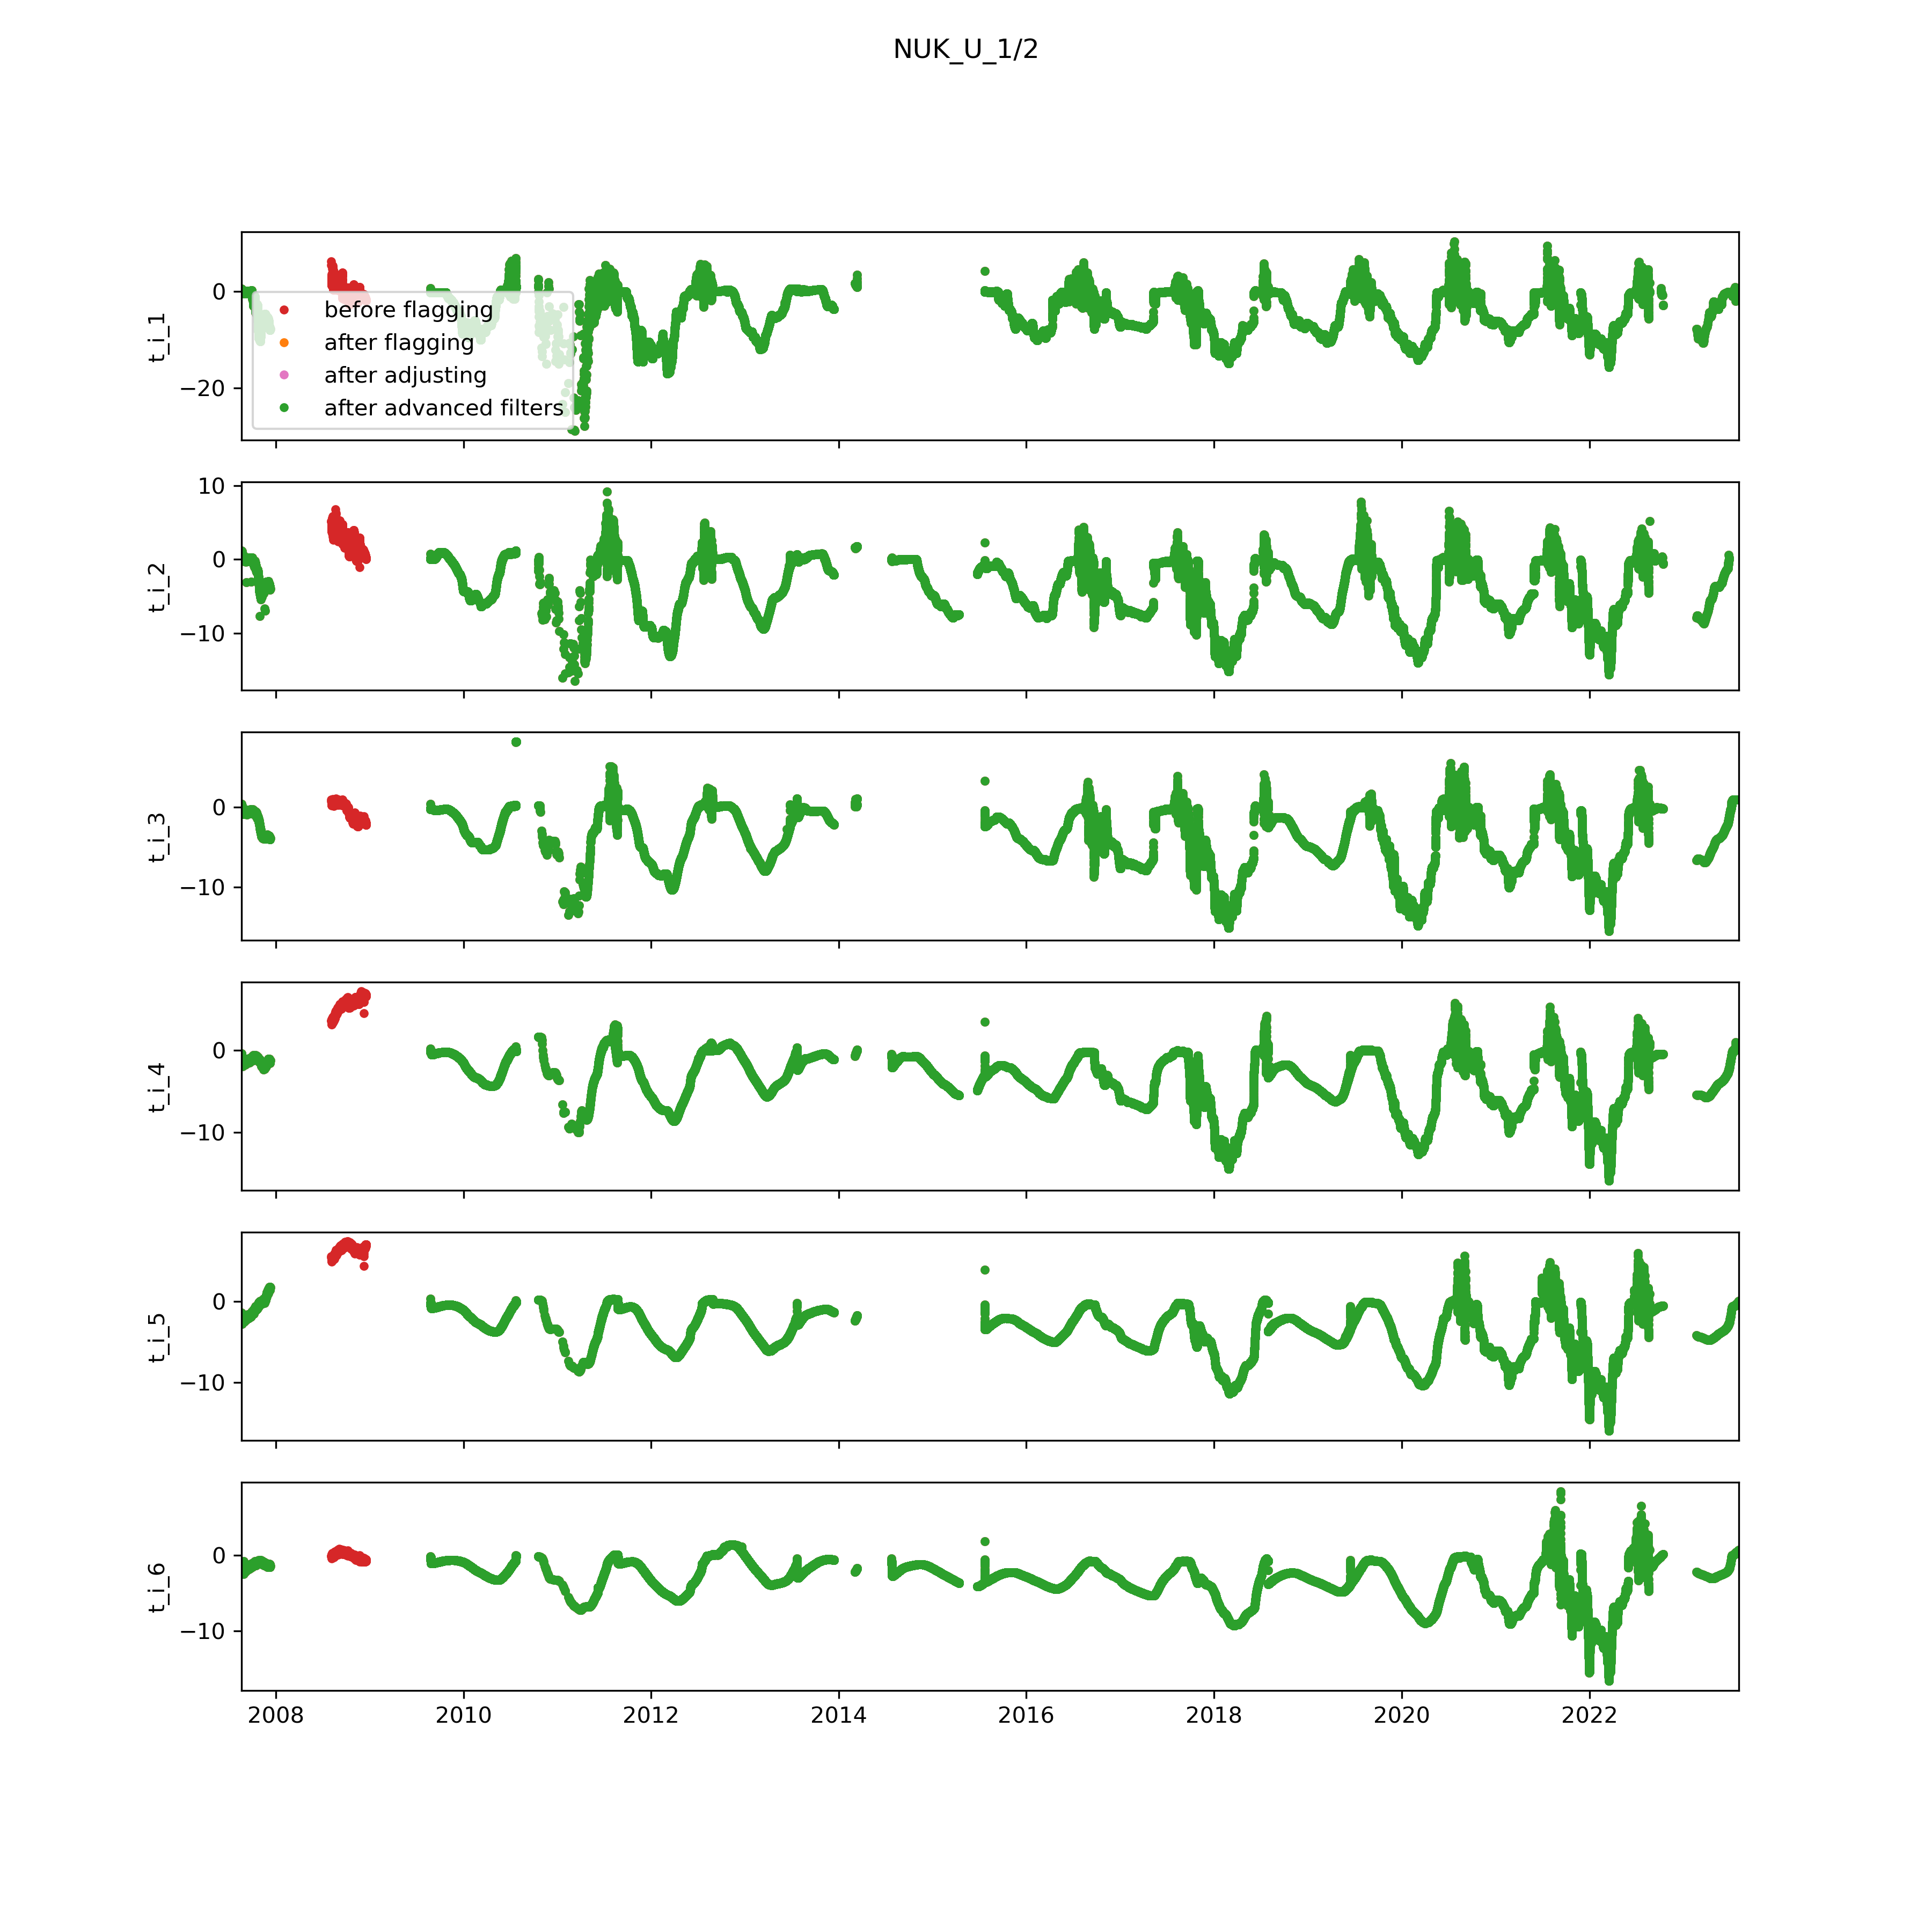 NUK_U_1/2
0
−20
t_i_1
before flagging
after flagging
after adjusting
after advanced filters
10
0
−10
t_i_2
0
−10
t_i_3
0
−10
t_i_4
0
−10
t_i_5
0
−10
t_i_6
2008 2010 2012 2014 2016 2018 2020 2022